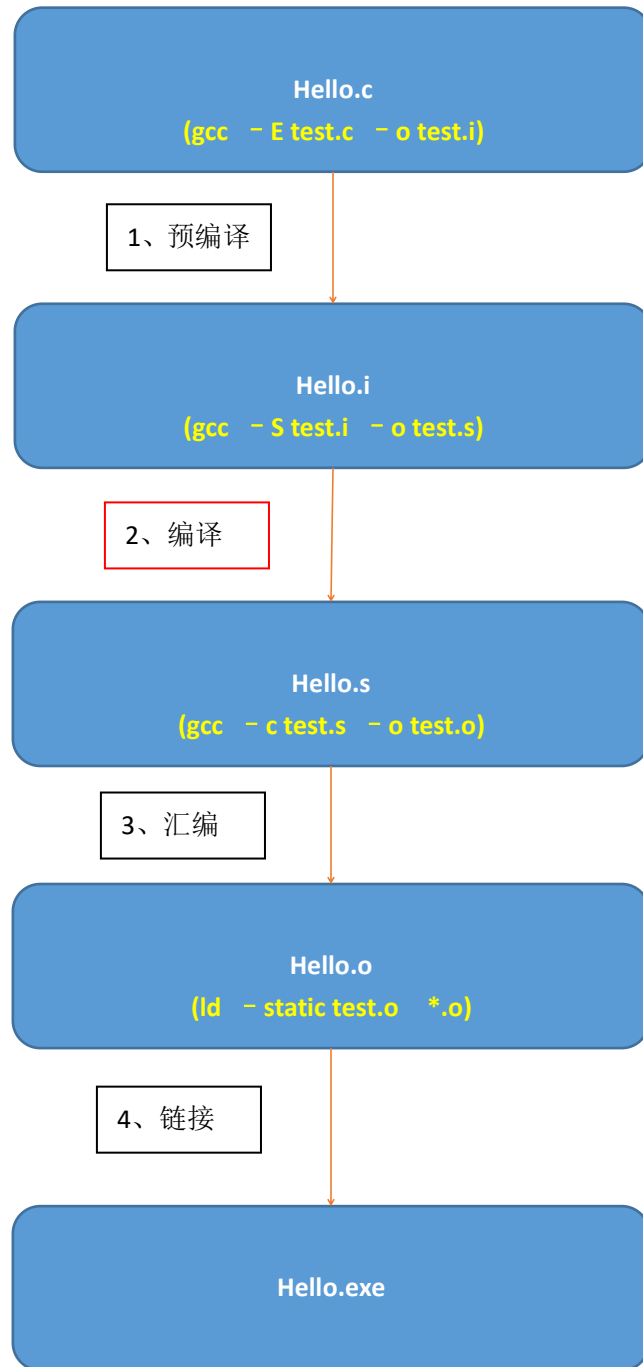 Hello.c
(gcc －E test.c －o test.i)
1、预编译
Hello.i
(gcc －S test.i －o test.s)
2、编译
Hello.s
(gcc －c test.s －o test.o)
3、汇编
Hello.o
(ld －static test.o *.o)
4、链接
Hello.exe